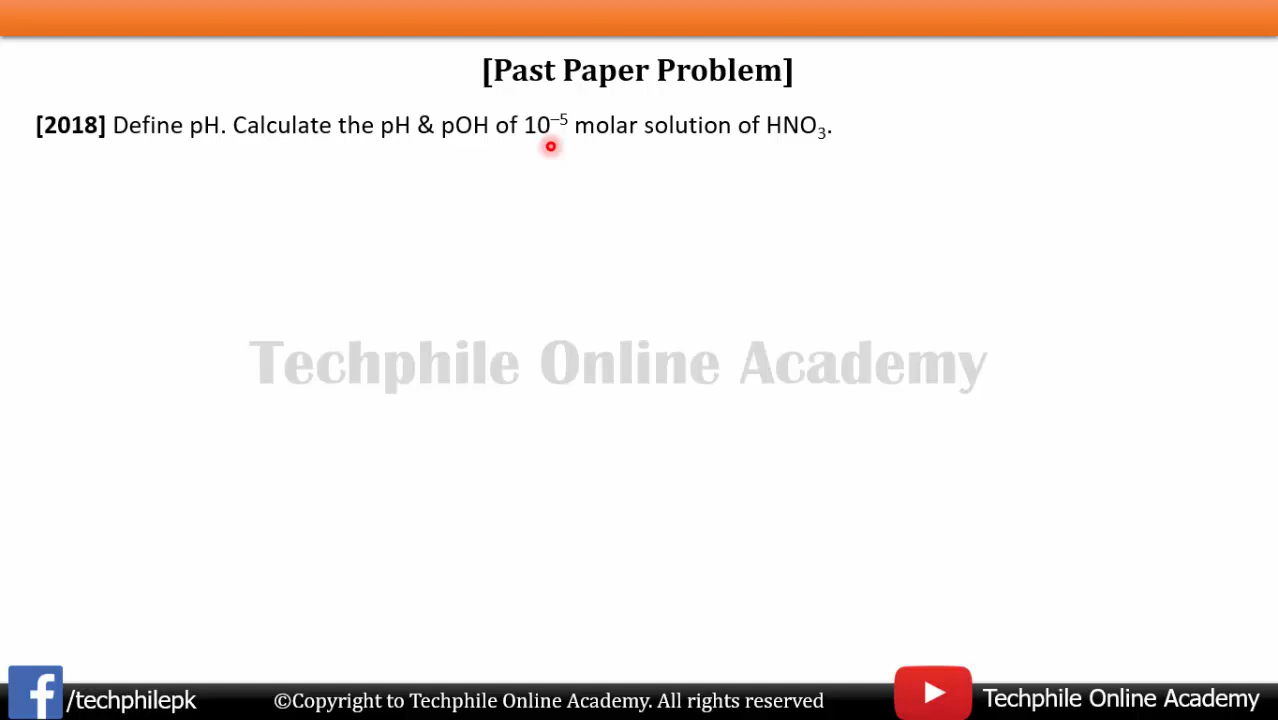 [Past Paper Problem]
[2018] Define pH. Calculate the pH & pOH of 10⁻⁵ molar solution of HNO₃.
Techphile Online Academy
f /techphilepk ©Copyright to Techphile Online Academy. All rights reserved Techphile Online Academy